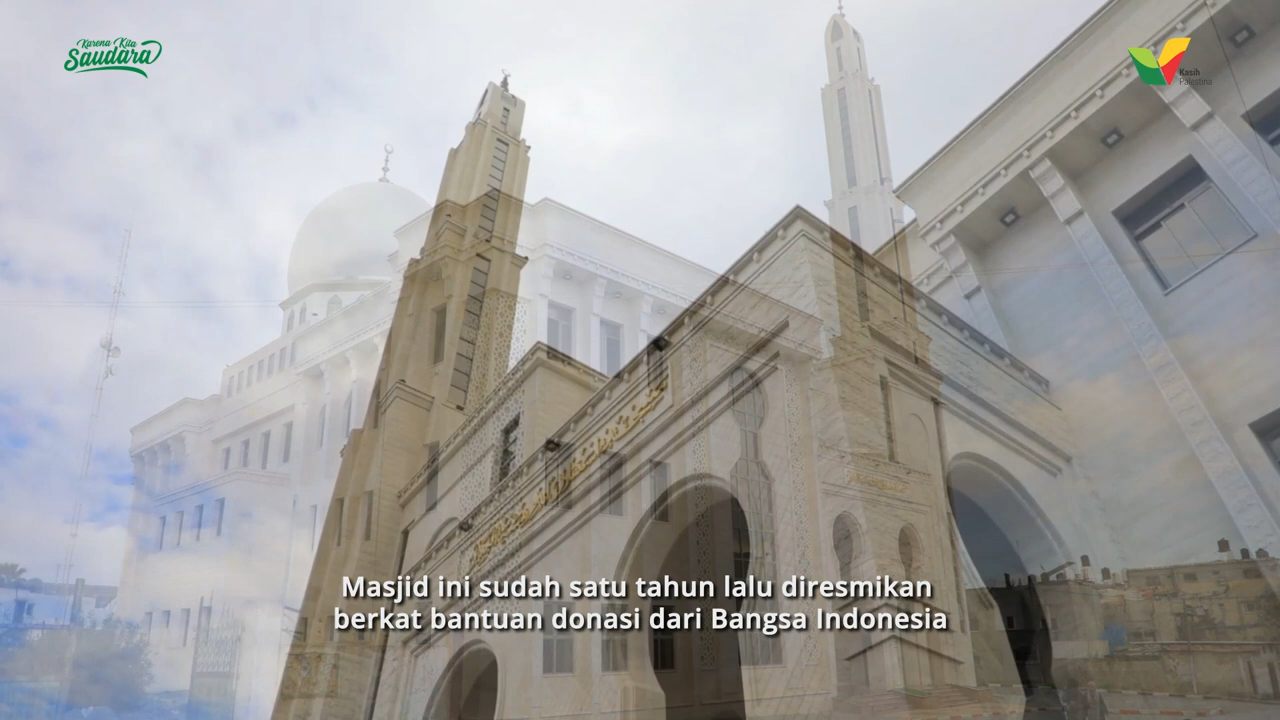 Karena Kita
Saudara
Kasih
Palestina
Masjid ini sudah satu tahun lalu diresmikan
berkat bantuan donasi dari Bangsa Indonesia